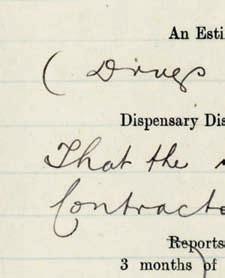 An Esti
( Drugs
Dispensary Dis
That the
Contracto
Reports
3 months of